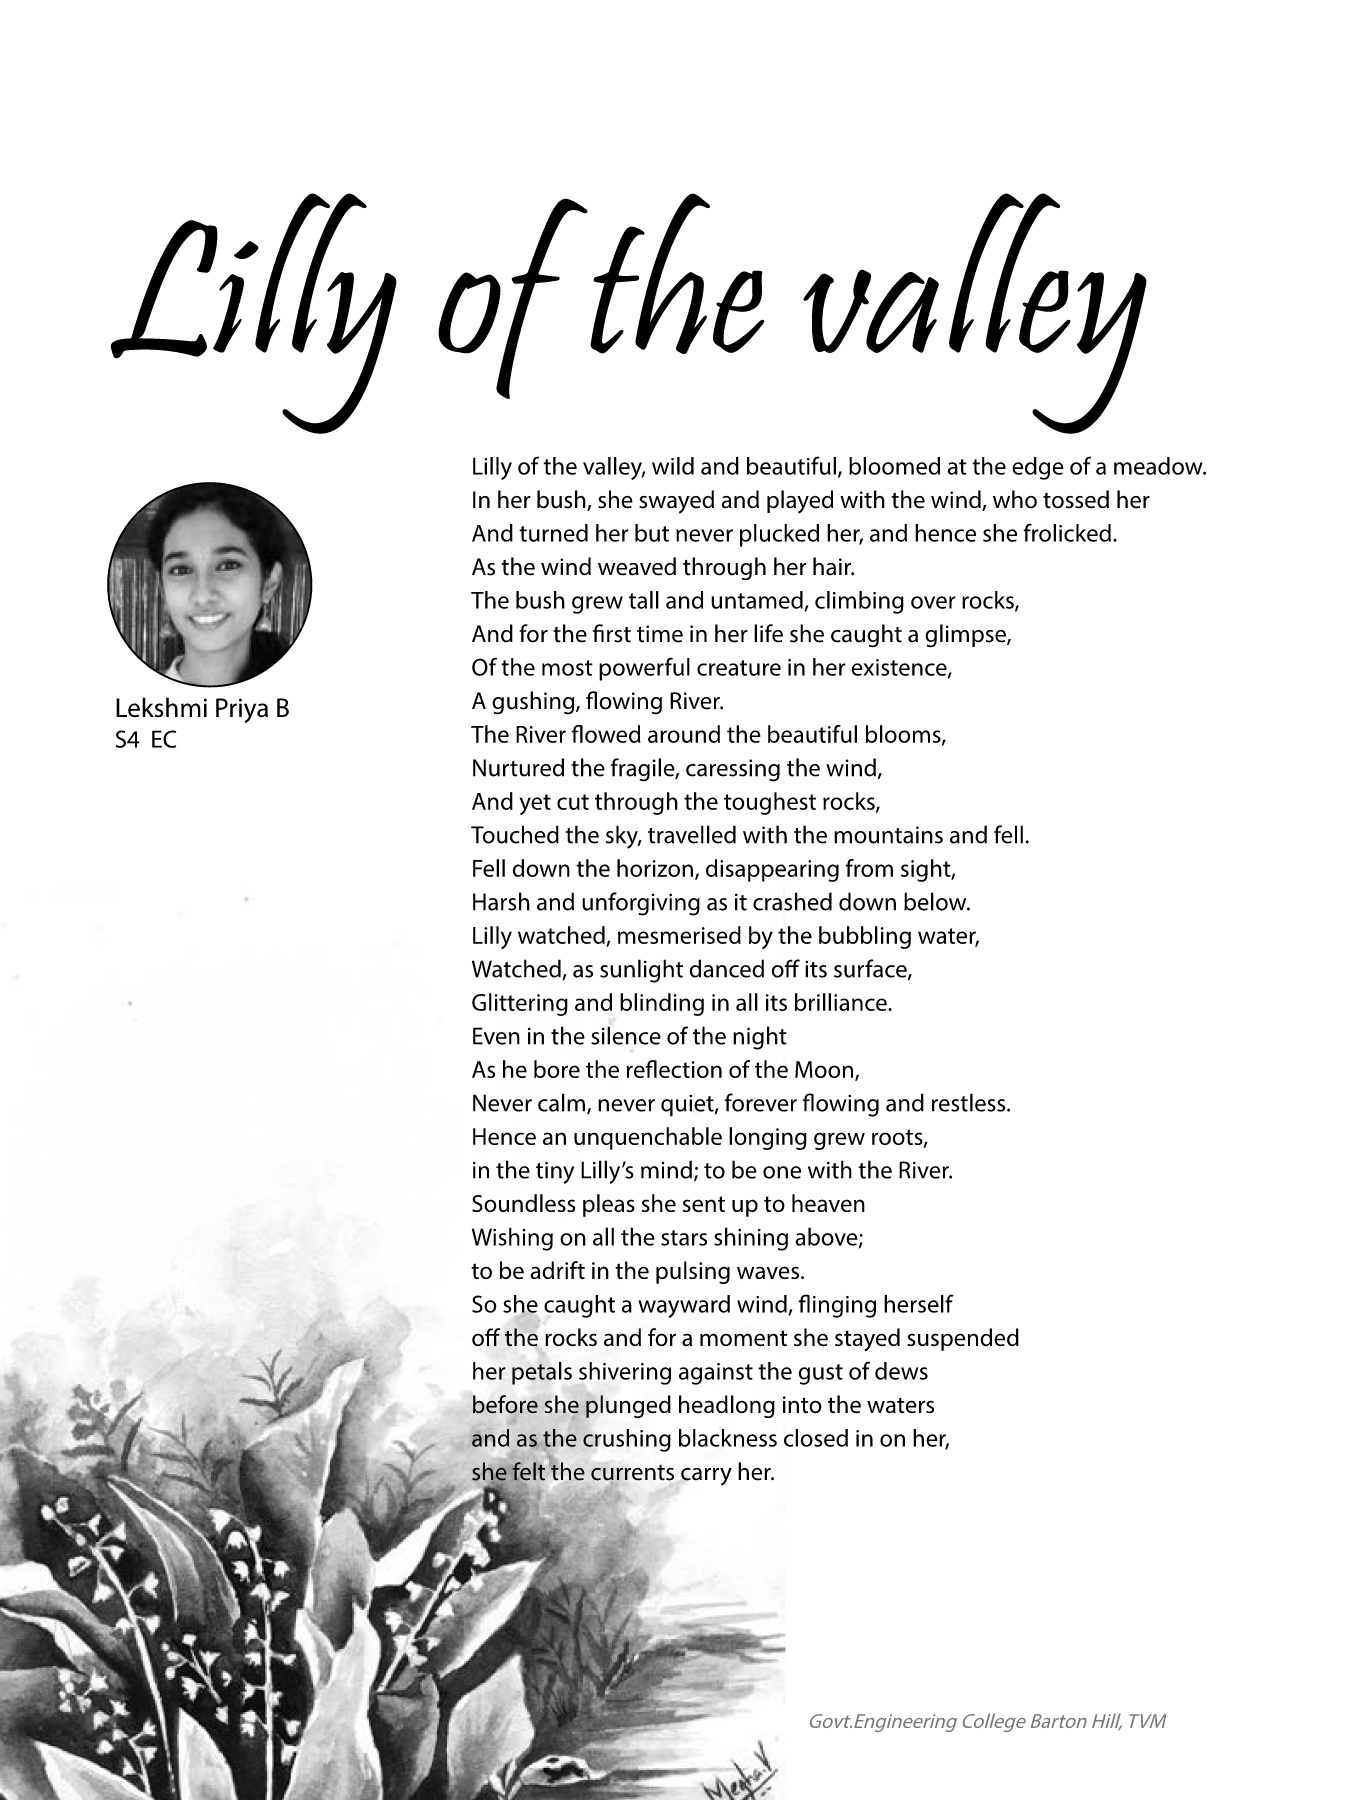 Lilly of the valley
Lekshmi Priya B
S4 EC
Lilly of the valley, wild and beautiful, bloomed at the edge of a meadow.
In her bush, she swayed and played with the wind, who tossed her
And turned her but never plucked her, and hence she frolicked.
As the wind weaved through her hair.
The bush grew tall and untamed, climbing over rocks,
And for the first time in her life she caught a glimpse,
Of the most powerful creature in her existence,
A gushing, flowing River.
The River flowed around the beautiful blooms,
Nurtured the fragile, caressing the wind,
And yet cut through the toughest rocks,
Touched the sky, travelled with the mountains and fell.
Fell down the horizon, disappearing from sight,
Harsh and unforgiving as it crashed down below.
Lilly watched, mesmerised by the bubbling water,
Watched, as sunlight danced off its surface,
Glittering and blinding in all its brilliance.
Even in the silence of the night
As he bore the reflection of the Moon,
Never calm, never quiet, forever flowing and restless.
Hence an unquenchable longing grew roots,
in the tiny Lilly’s mind; to be one with the River.
Soundless pleas she sent up to heaven
Wishing on all the stars shining above;
to be adrift in the pulsing waves.
So she caught a wayward wind, flinging herself
off the rocks and for a moment she stayed suspended
her petals shivering against the gust of dews
before she plunged headlong into the waters
and as the crushing blackness closed in on her,
she felt the currents carry her.
Govt.Engineering College Barton Hill, TVM
Megha.V